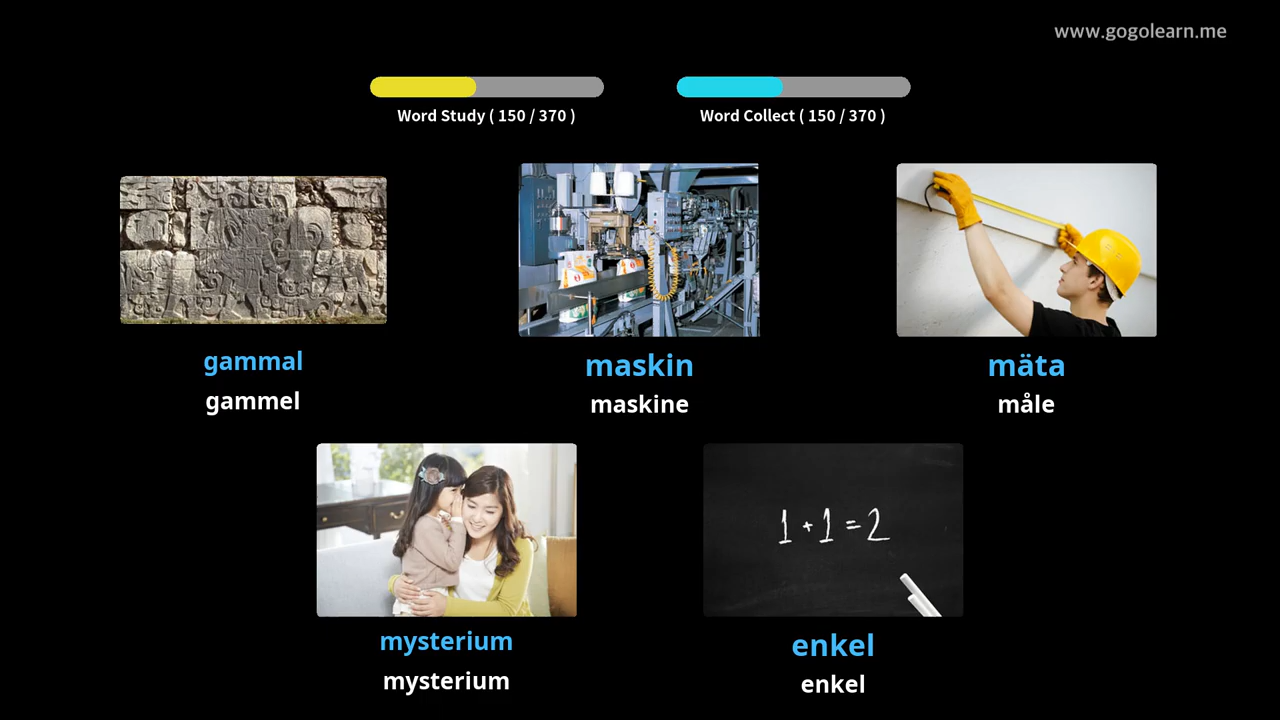 www.gogolearn.me
Word Study ( 150 / 370 )
Word Collect ( 150 / 370 )
gammal
gammel
maskin
maskine
mäta
måle
mysterium
mysterium
1 + 1 = 2
enkel
enkel